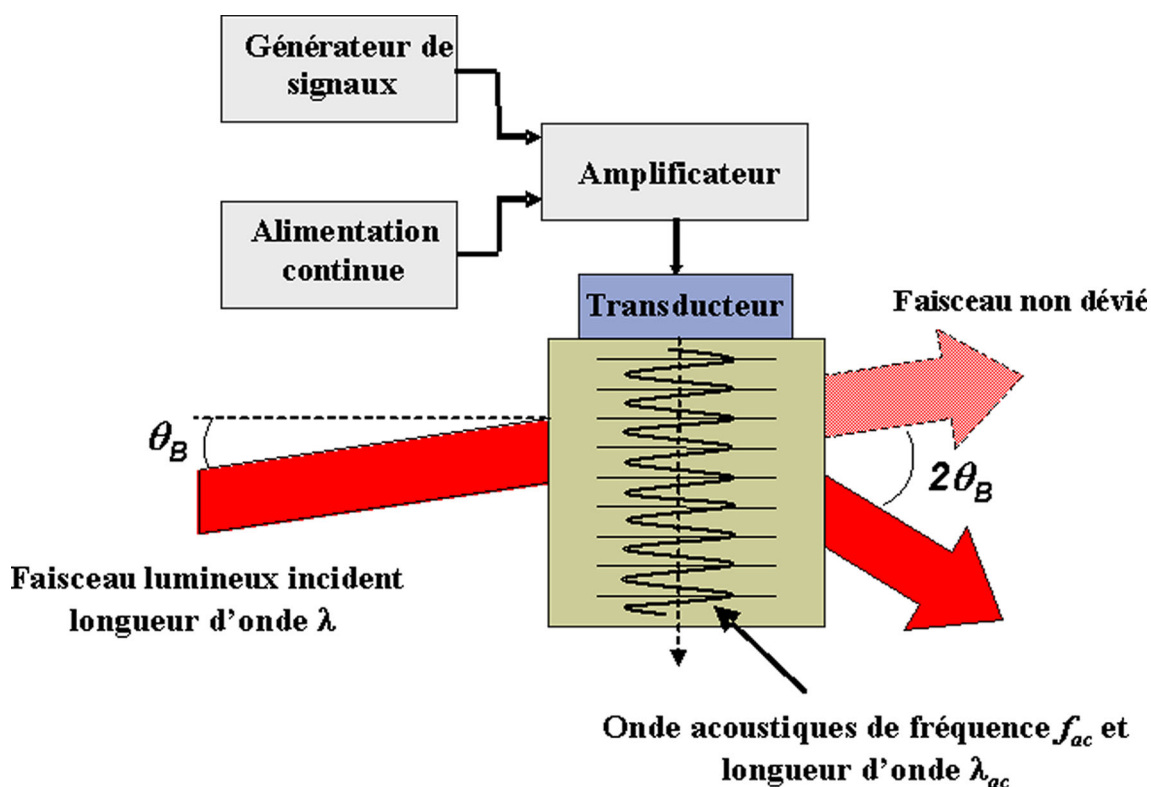 Générateur de
signaux
Amplificateur
Alimentation
continue
Transducteur
Faisceau non dévié
θB
2θB
Faisceau lumineux incident
longueur d'onde λ
Onde acoustiques de fréquence fac et
longueur d'onde λac